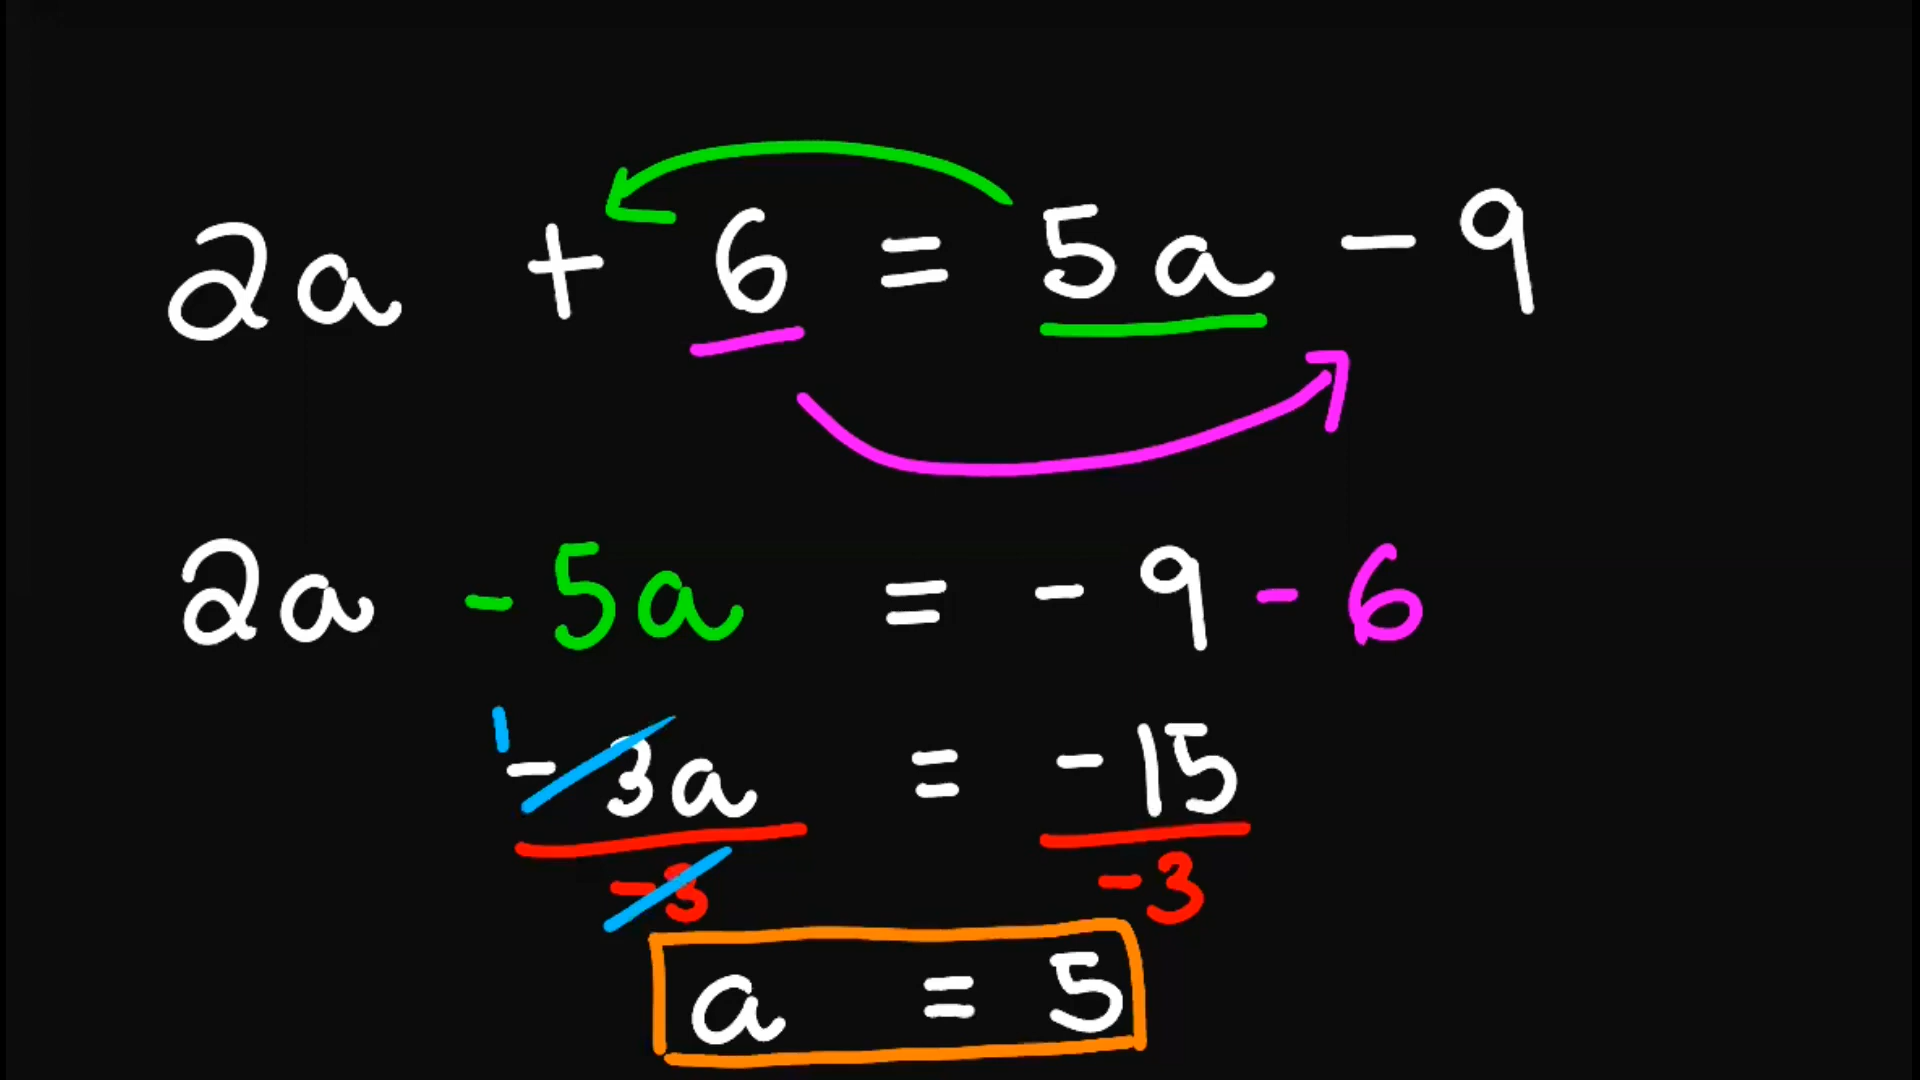 2a + 6 = 5a - 9
2a - 5a = - 9 - 6
1
- 3a = - 15
- 3 - 3
a = 5